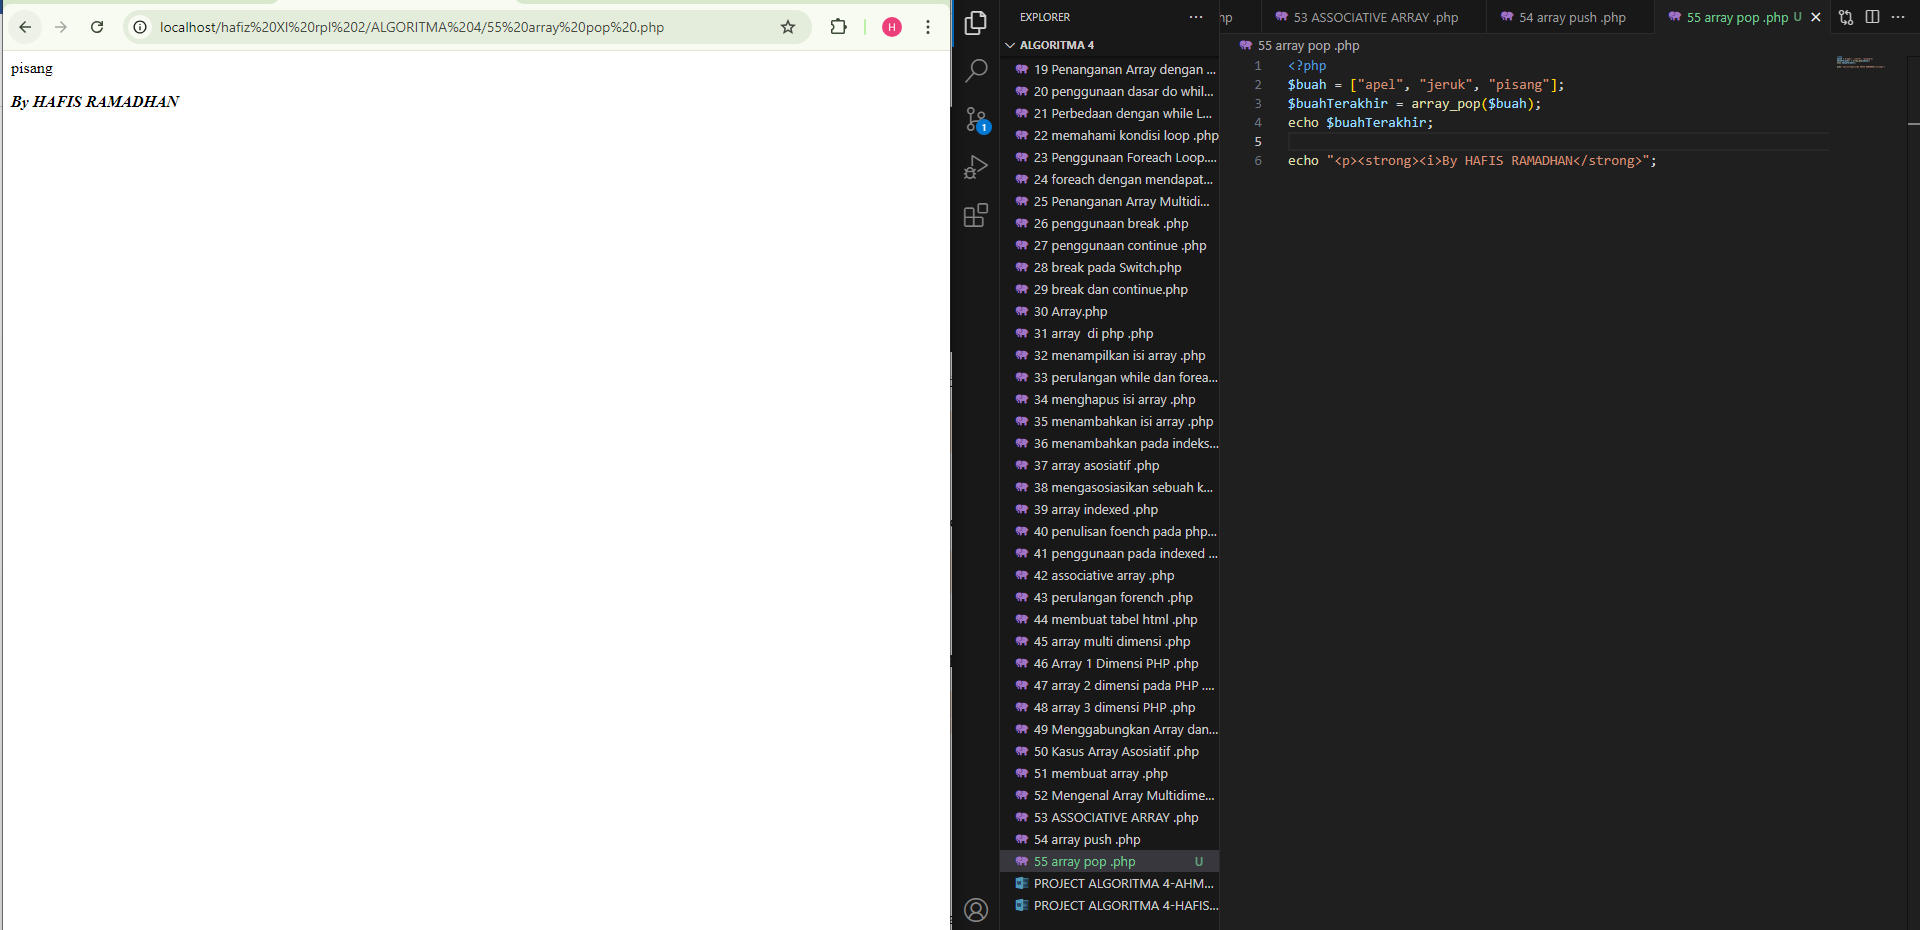 localhost/hafiz%20XI%20rpl%202/ALGORITMA%204/55%20array%20pop%20.php
H
pisang
By HAFIS RAMADHAN
1
EXPLORER
ALGORITMA 4
19 Penanganan Array dengan ...
20 penggunaan dasar do whil...
21 Perbedaan dengan while L...
22 memahami kondisi loop .php
23 Penggunaan Foreach Loop....
24 foreach dengan mendapat...
25 Penanganan Array Multidi...
26 penggunaan break .php
27 penggunaan continue .php
28 break pada Switch.php
29 break dan continue.php
30 Array.php
31 array  di php .php
32 menampilkan isi array .php
33 perulangan while dan forea...
34 menghapus isi array .php
35 menambahkan isi array .php
36 menambahkan pada indeks...
37 array asosiatif .php
38 mengasosiasikan sebuah k...
39 array indexed .php
40 penulisan foench pada php...
41 penggunaan pada indexed ...
42 associative array .php
43 perulangan forench .php
44 membuat tabel html .php
45 array multi dimensi .php
46 Array 1 Dimensi PHP .php
47 array 2 dimensi pada PHP ....
48 array 3 dimensi PHP .php
49 Menggabungkan Array dan...
50 Kasus Array Asosiatif .php
51 membuat array .php
52 Mengenal Array Multidime...
53 ASSOCIATIVE ARRAY .php
54 array push .php
55 array pop .php U
PROJECT ALGORITMA 4-AHM...
PROJECT ALGORITMA 4-HAFIS...
hp 53 ASSOCIATIVE ARRAY .php 54 array push .php 55 array pop .php U
55 array pop .php
1 <?php
2 $buah = ["apel", "jeruk", "pisang"];
3 $buahTerakhir = array_pop($buah);
4 echo $buahTerakhir;
5
6 echo "<p><strong><i>By HAFIS RAMADHAN</strong>";